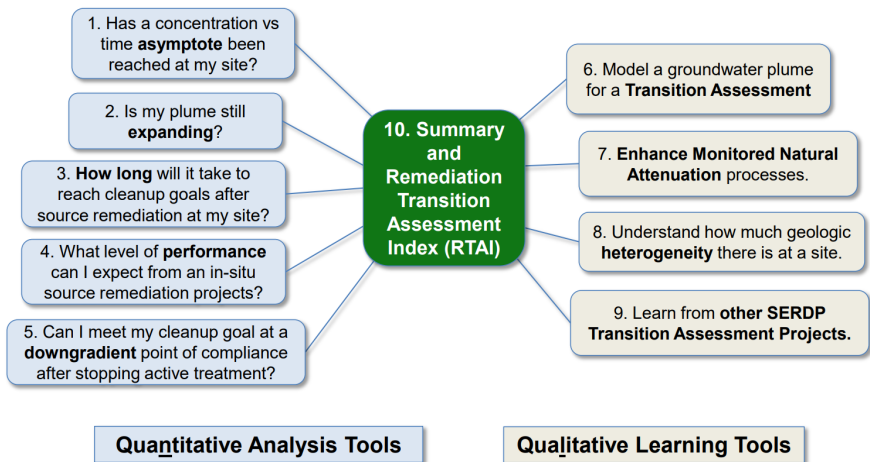 1. Has a concentration vs
time asymptote been
reached at my site?
2. Is my plume still
expanding?
3. How long will it take to
reach cleanup goals after
source remediation at my site?
4. What level of performance
can I expect from an in-situ
source remediation projects?
5. Can I meet my cleanup goal at a
downgradient point of compliance
after stopping active treatment?
10. Summary
and
Remediation
Transition
Assessment
Index (RTAI)
6. Model a groundwater plume
for a Transition Assessment
7. Enhance Monitored Natural
Attenuation processes.
8. Understand how much geologic
heterogeneity there is at a site.
9. Learn from other SERDP
Transition Assessment Projects.
Quantitative Analysis Tools
Qualitative Learning Tools